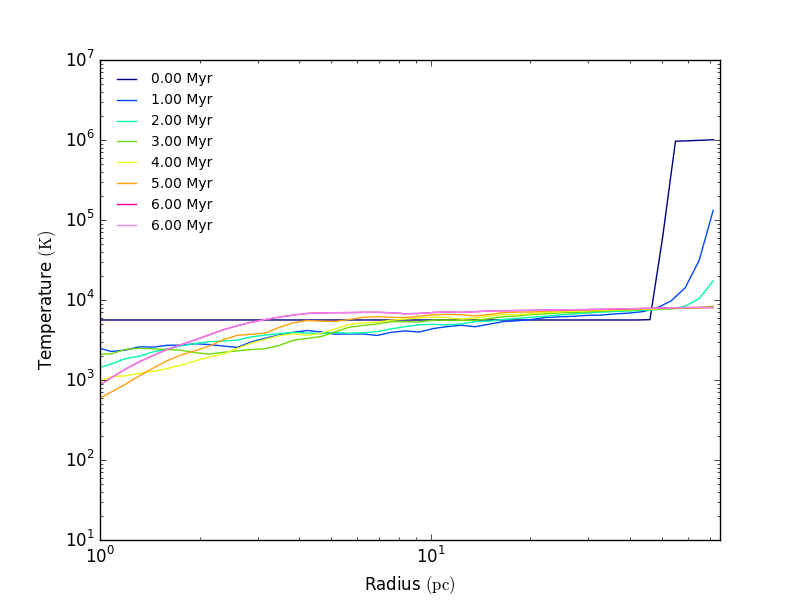 10^7
10^6
10^5
10^4
10^3
10^2
10^1
Temperature (K)
0.00 Myr
1.00 Myr
2.00 Myr
3.00 Myr
4.00 Myr
5.00 Myr
6.00 Myr
6.00 Myr
10^0 10^1
Radius (pc)